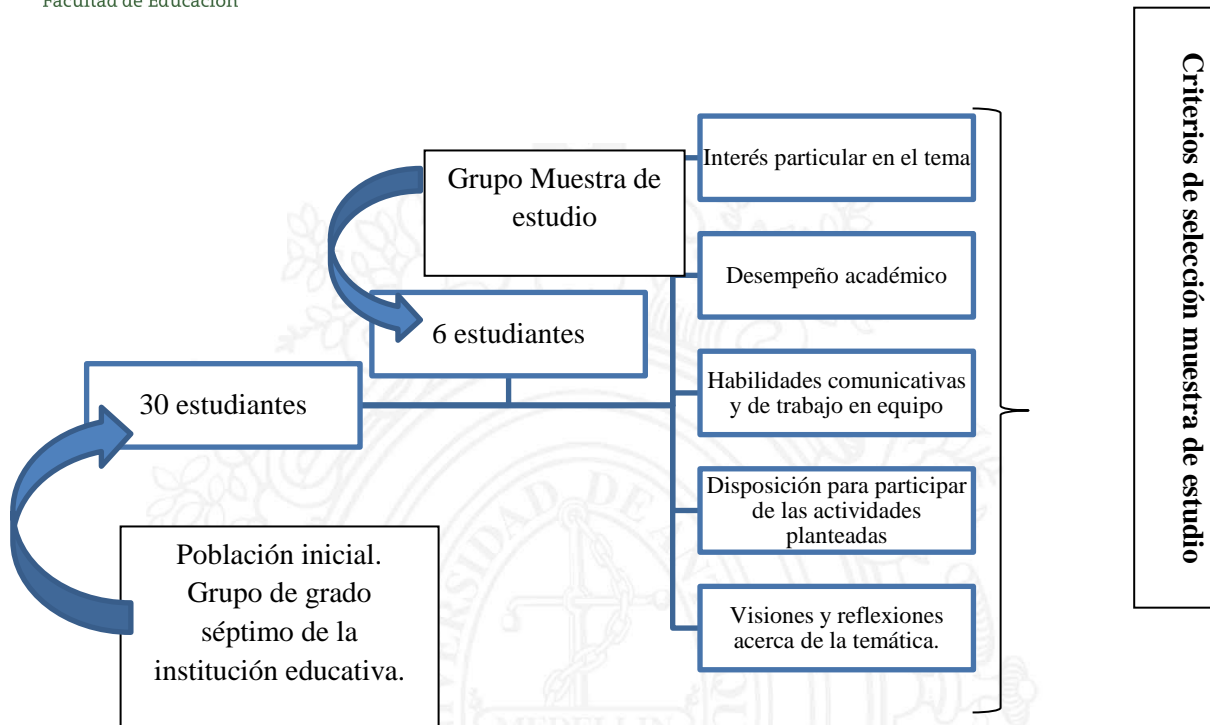 Facultad de Educación
Criterios de selección muestra de estudio
Interés particular en el tema
Grupo Muestra de
estudio
Desempeño académico
6 estudiantes
Habilidades comunicativas
y de trabajo en equipo
30 estudiantes
Disposición para participar
de las actividades
planteadas
Población inicial.
Grupo de grado
séptimo de la
institución educativa.
Visiones y reflexiones
acerca de la temática.